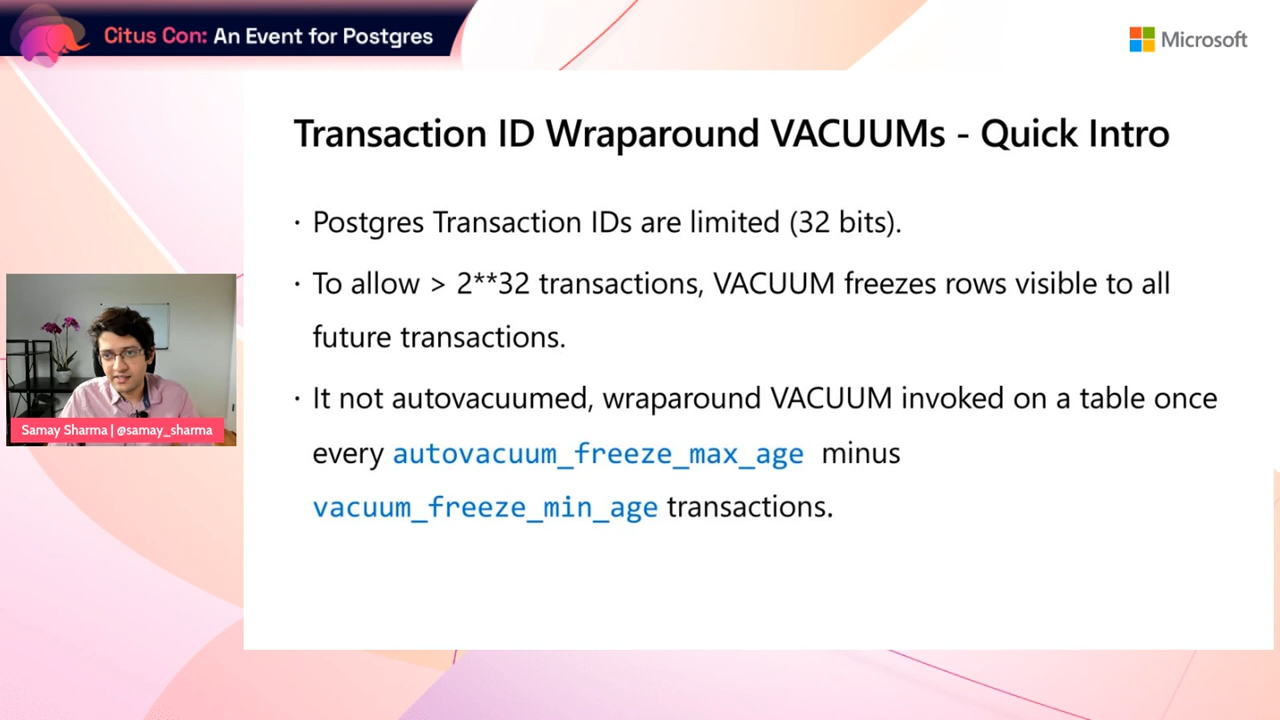 Citus Con: An Event for Postgres
Microsoft
Transaction ID Wraparound VACUUMs - Quick Intro
· Postgres Transaction IDs are limited (32 bits).
· To allow > 2**32 transactions, VACUUM freezes rows visible to all
future transactions.
· It not autovacuumed, wraparound VACUUM invoked on a table once
every autovacuum_freeze_max_age minus
vacuum_freeze_min_age transactions.
Samay Sharma | @samay_sharma